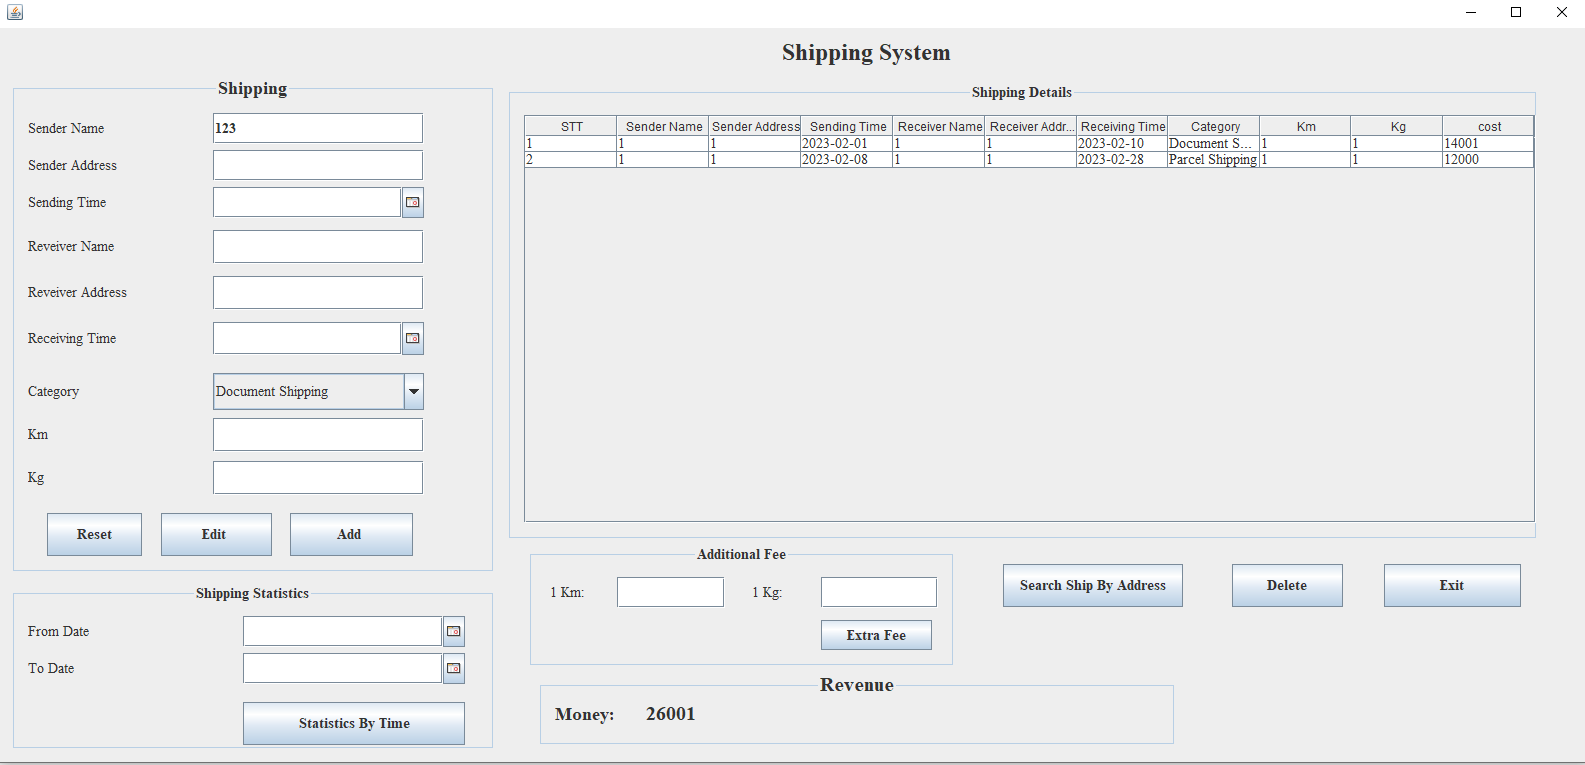 Shipping System
Shipping
Sender Name 123
Sender Address
Sending Time
Reveiver Name
Reveiver Address
Receiving Time
Category Document Shipping
Km
Kg
Reset Edit Add
Shipping Statistics
From Date
To Date
Statistics By Time
Shipping Details
STT Sender Name Sender Address Sending Time Receiver Name Receiver Addr... Receiving Time Category Km Kg cost
1 1 1 2023-02-01 1 1 2023-02-10 Document S... 1 1 14001
2 1 1 2023-02-08 1 1 2023-02-28 Parcel Shipping 1 1 12000
Additional Fee
1 Km: 1 Kg:
Extra Fee
Search Ship By Address Delete Exit
Revenue
Money: 26001